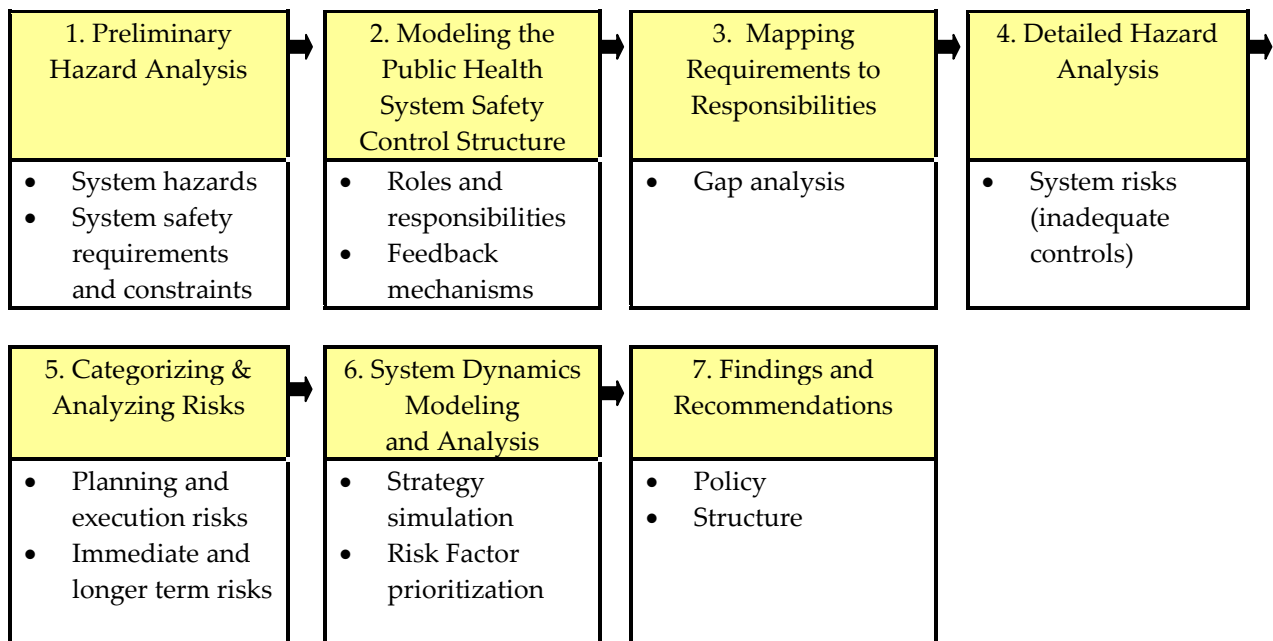 1. Preliminary
Hazard Analysis
• System hazards
• System safety
requirements
and constraints
2. Modeling the
Public Health
System Safety
Control Structure
• Roles and
responsibilities
• Feedback
mechanisms
3. Mapping
Requirements to
Responsibilities
• Gap analysis
4. Detailed Hazard
Analysis
• System risks
(inadequate
controls)
5. Categorizing &
Analyzing Risks
• Planning and
execution risks
• Immediate and
longer term risks
6. System Dynamics
Modeling
and Analysis
• Strategy
simulation
• Risk Factor
prioritization
7. Findings and
Recommendations
• Policy
• Structure